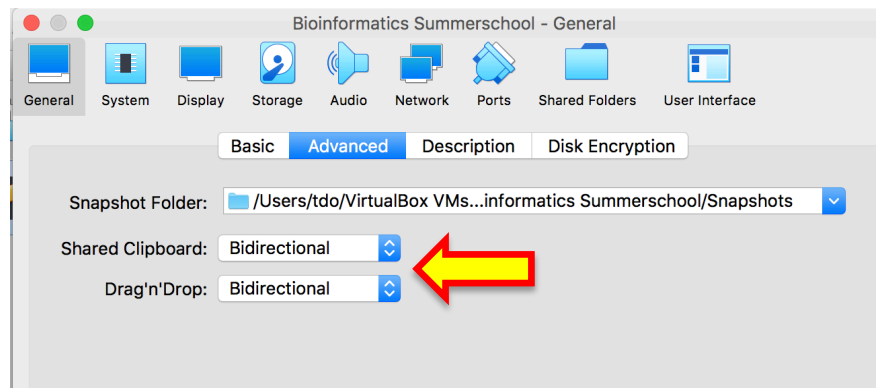 Bioinformatics Summerschool - General
General System Display Storage Audio Network Ports Shared Folders User Interface
Basic Advanced Description Disk Encryption
Snapshot Folder: /Users/tdo/VirtualBox VMs...informatics Summerschool/Snapshots
Shared Clipboard: Bidirectional
Drag'n'Drop: Bidirectional